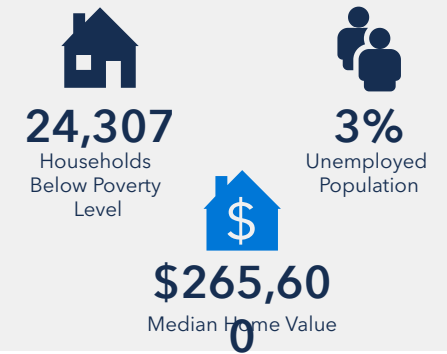 24,307
Households
Below Poverty
Level
3%
Unemployed
Population
$
$265,60
0
Median Home Value